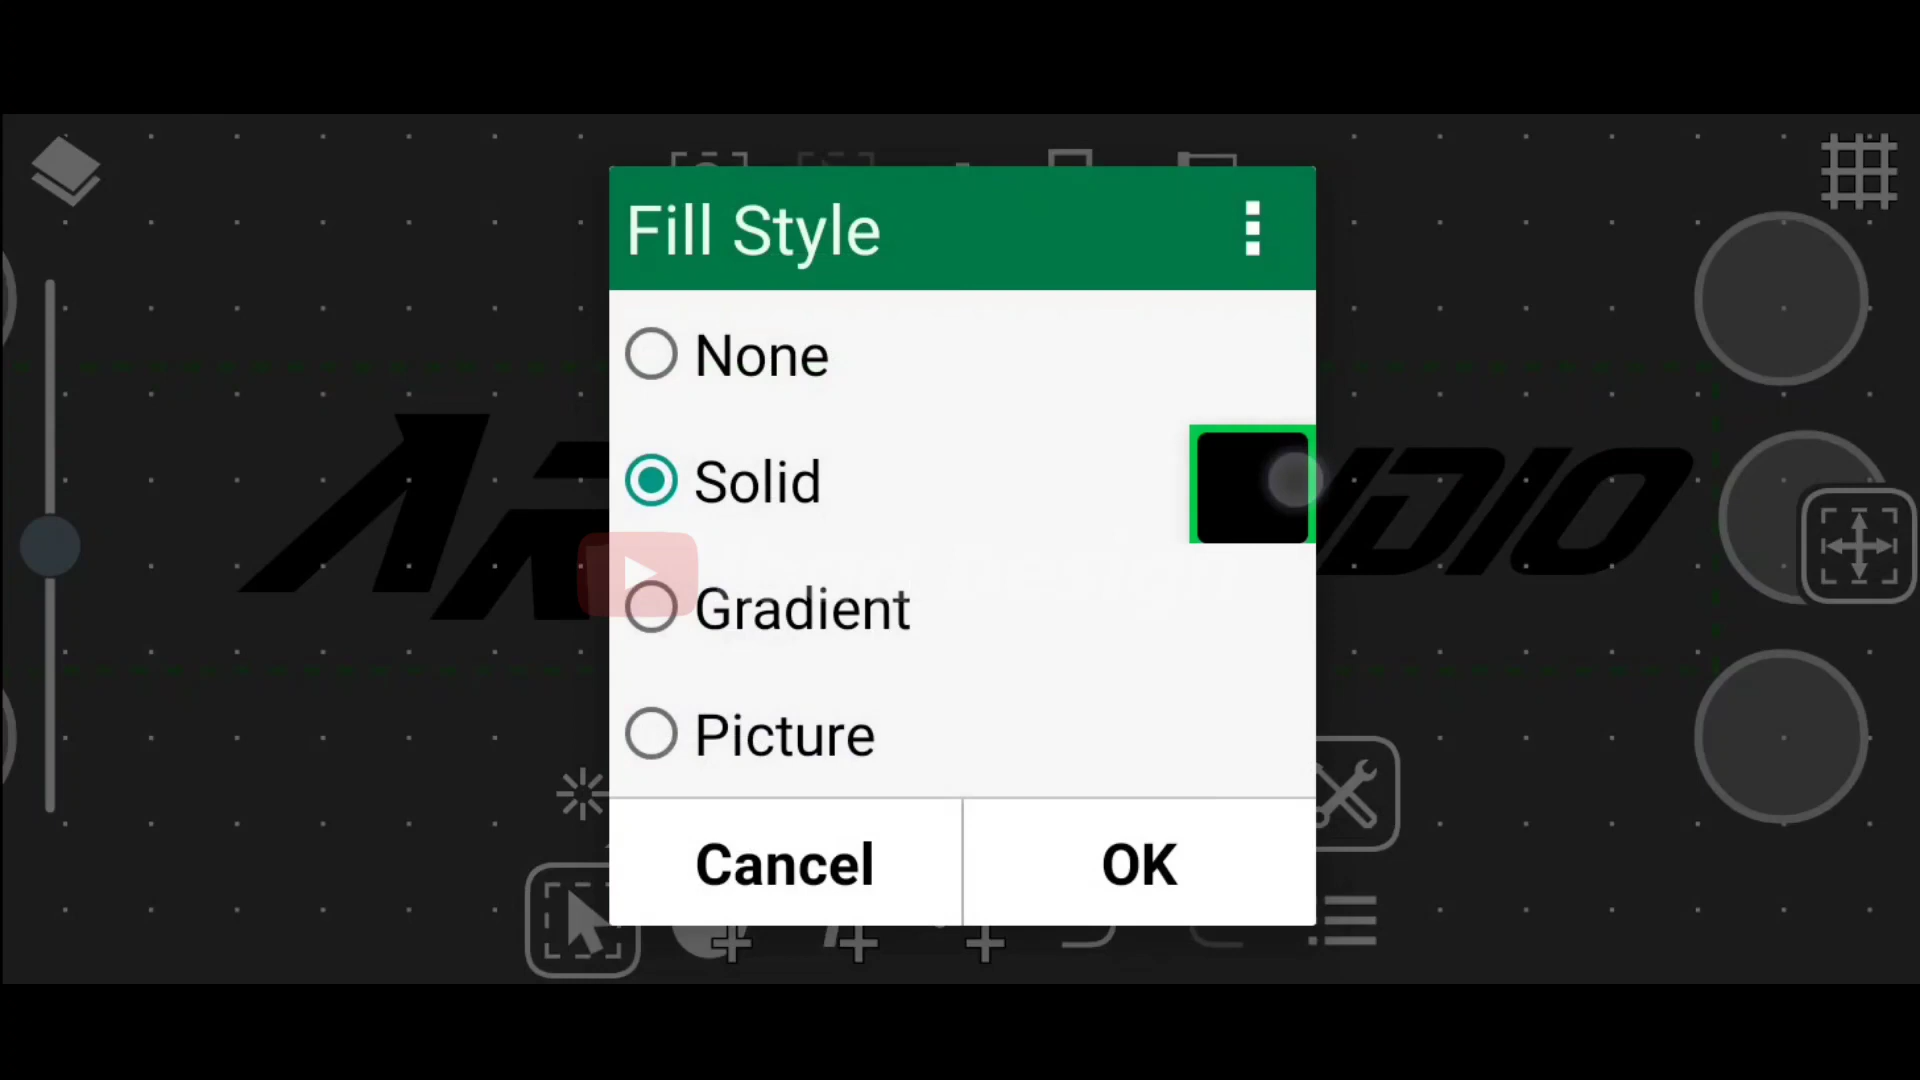 Fill Style
None
Solid
Gradient
Picture
Cancel
OK